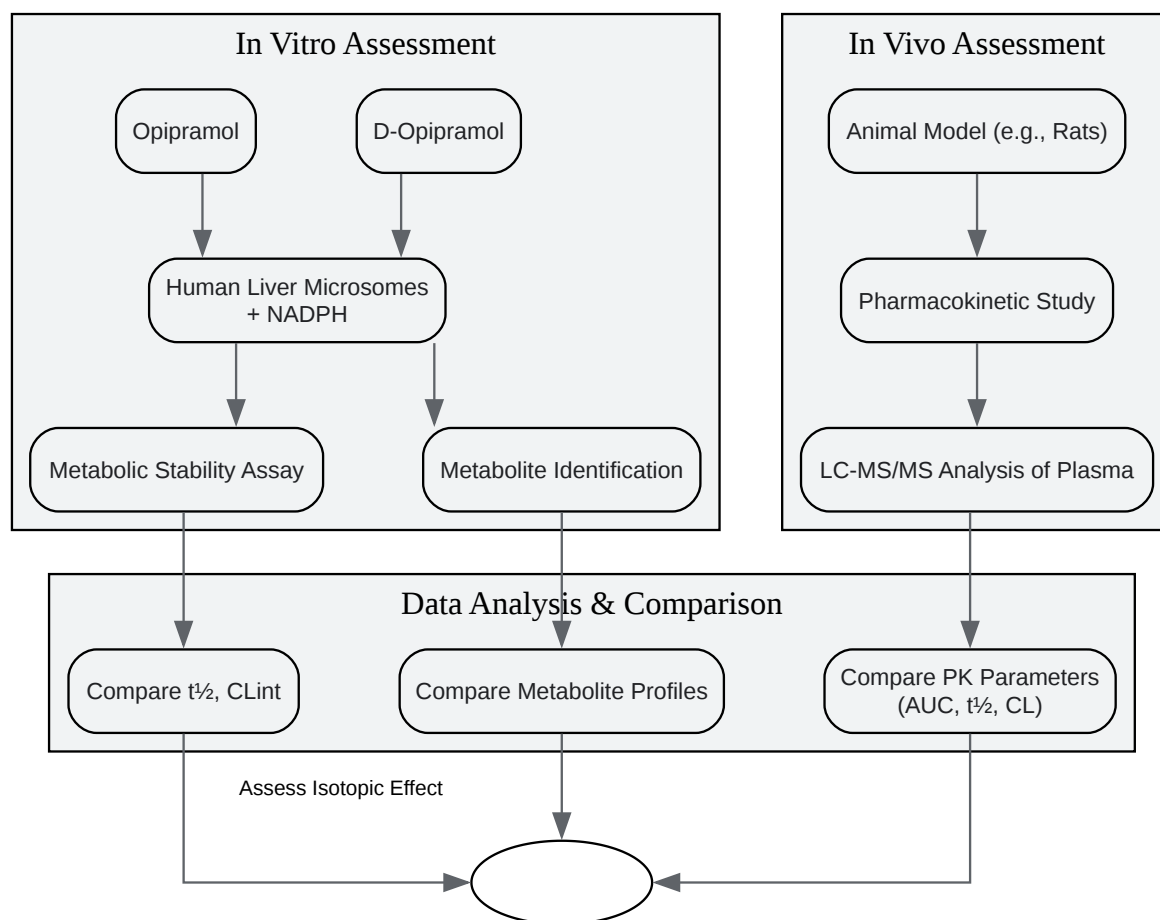 In Vitro Assessment
In Vivo Assessment
Opipramol
D-Opipramol
Animal Model (e.g., Rats)
Human Liver Microsomes
+ NADPH
Pharmacokinetic Study
Metabolic Stability Assay
Metabolite Identification
LC-MS/MS Analysis of Plasma
Data Analysis & Comparison
Compare t½, CLint
Compare Metabolite Profiles
Compare PK Parameters
(AUC, t½, CL)
Assess Isotopic Effect